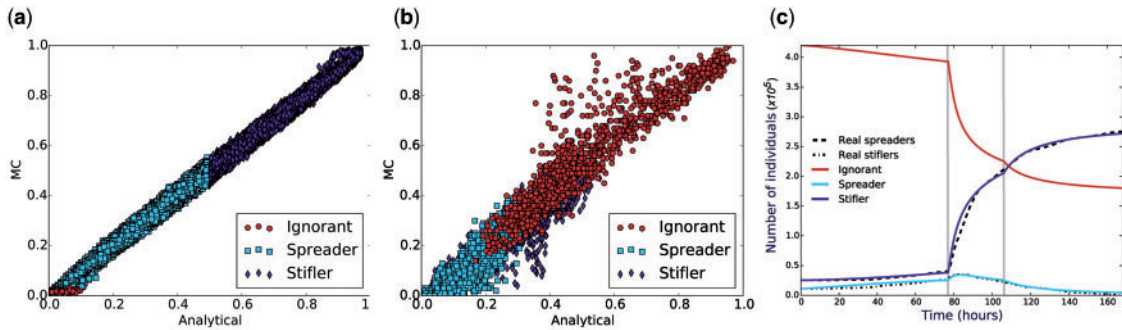 (a)
1.0
0.8
0.6
0.4
0.2
0.0
MC
0.0
0.2
0.4
0.6
0.8
1
Analytical
Ignorant
Spreader
Stifler
(b)
1.0
0.8
0.6
0.4
0.2
0.0
MC
0.0
0.2
0.4
0.6
0.8
1.0
Analytical
Ignorant
Spreader
Stifler
(c)
4.0
3.5
3.0
2.5
2.0
1.5
1.0
0.5
0.0
Number of individuals (x10⁵)
0
20
40
60
80
100
120
140
160
Time (hours)
Real spreaders
Real stiflers
Ignorant
Spreader
Stifler